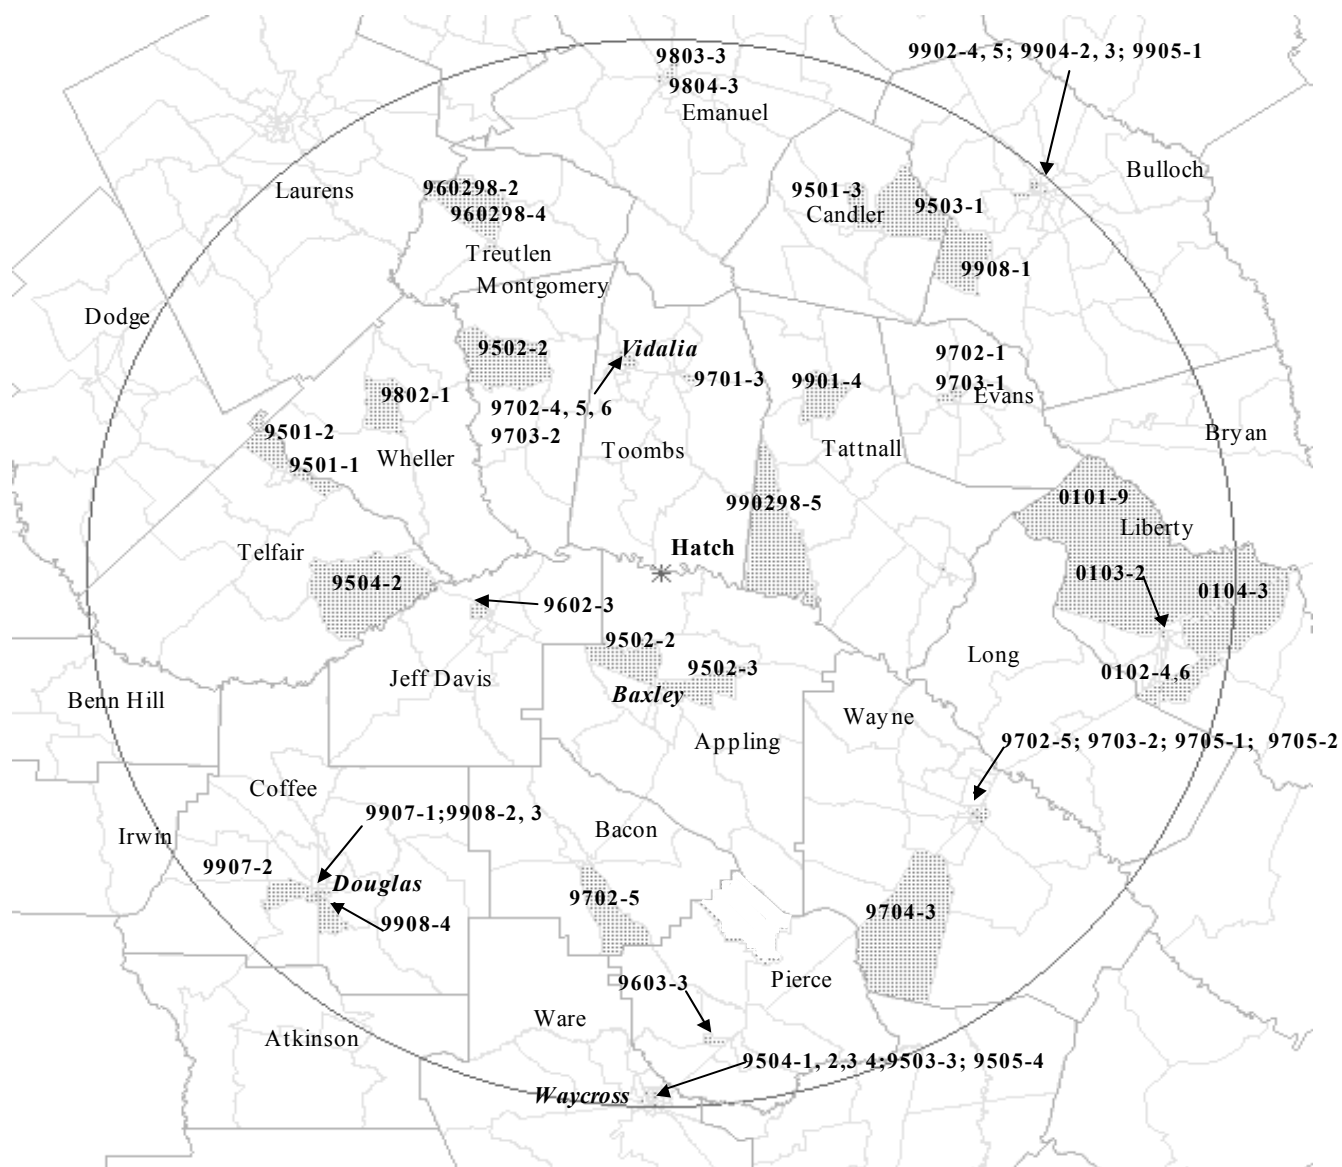 9803-3
9902-4, 5; 9904-2, 3; 9905-1
9804-3
Emanuel
Bulloch
Laurens
960298-2
960298-4
9501-3
Candler
9503-1
Treutlen
9908-1
Montgomery
Dodge
9502-2
Vidalia
9702-1
9802-1
9701-3
9901-4
9703-1
Evans
9702-4, 5, 6
9703-2
9501-2
9501-1
Wheller
Toombs
Tattnall
Bryan
990298-5
0101-9
Liberty
Telfair
Hatch
9504-2
0103-2
0104-3
9602-3
9502-2
9502-3
Long
0102-4,6
Jeff Davis
Baxley
Benn Hill
Wayne
Appling
9702-5; 9703-2; 9705-1; 9705-2
Coffee
9907-1;9908-2, 3
Irwin
Bacon
9907-2
Douglas
9702-5
9704-3
9908-4
9603-3
Pierce
Ware
Atkinson
9504-1, 2,3 4;9503-3; 9505-4
Waycross